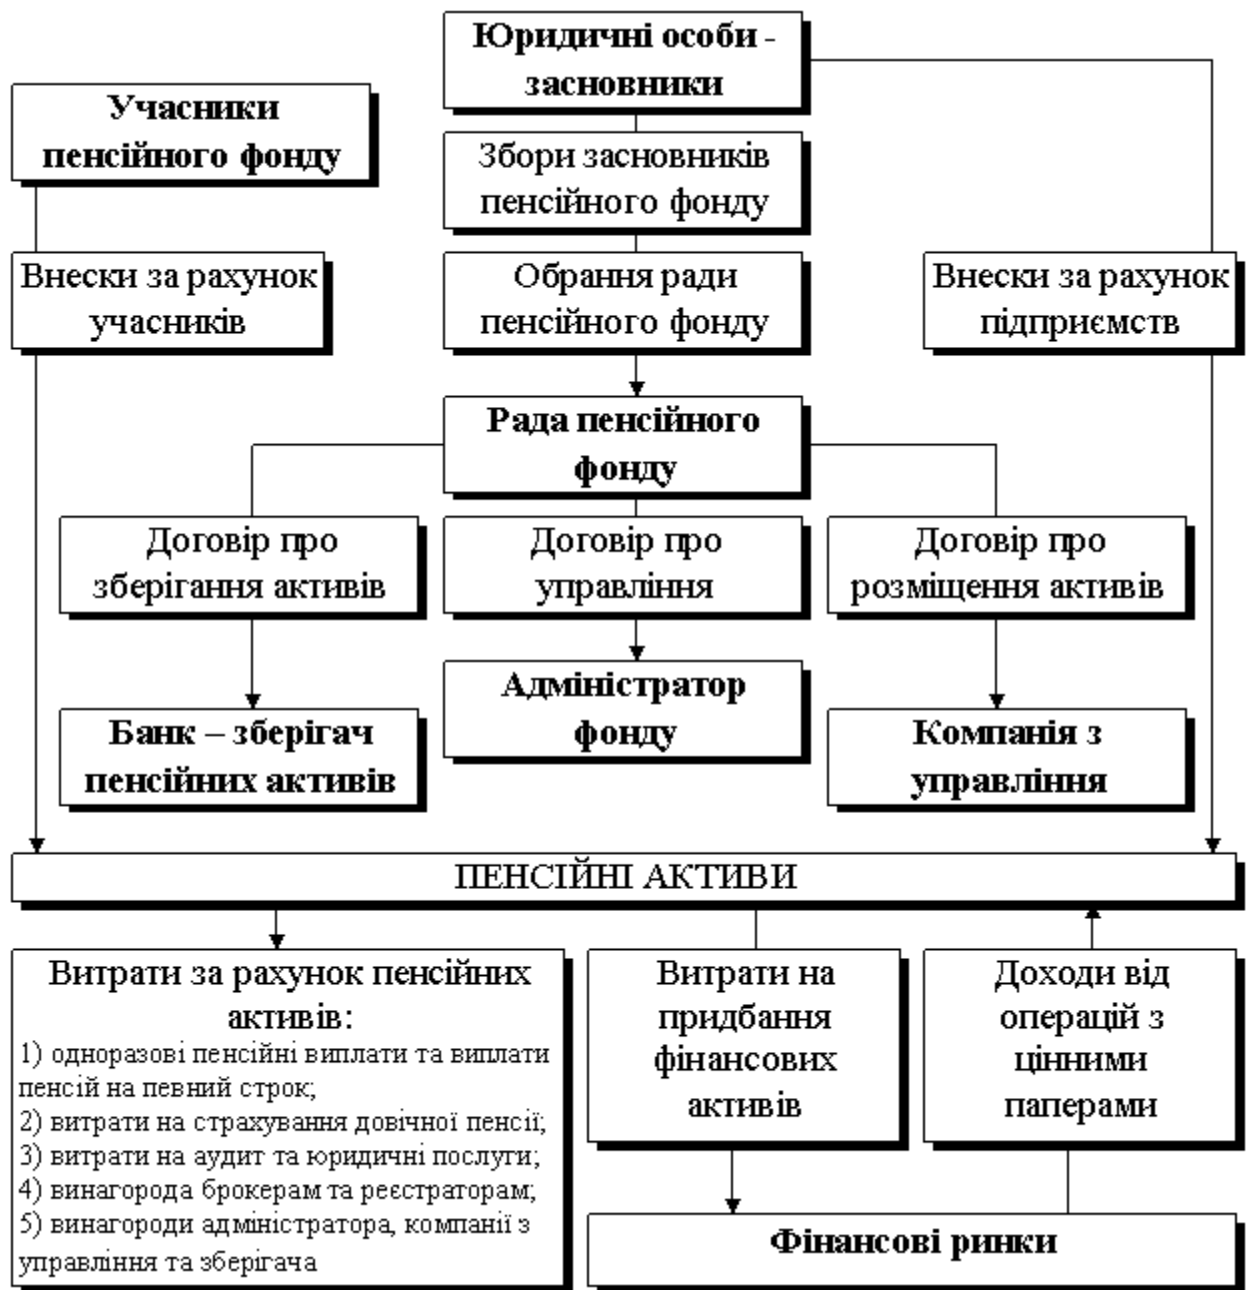 Юридичні особи -
засновники
Учасники
пенсійного фонду
Збори засновників
пенсійного фонду
Внески за рахунок
учасників
Обрання ради
пенсійного фонду
Внески за рахунок
підприємств
Рада пенсійного
фонду
Договір про
зберігання активів
Договір про
управління
Договір про
розміщення активів
Адміністратор
фонду
Банк – зберігач
пенсійних активів
Компанія з
управління
ПЕНСІЙНІ АКТИВИ
Витрати за рахунок пенсійних
активів:
1) одноразові пенсійні виплати та виплати
пенсій на певний строк;
2) витрати на страхування довічної пенсії;
3) витрати на аудит та юридичні послуги;
4) винагорода брокерам та реєстраторам;
5) винагороди адміністратора, компанії з
управління та зберігача
Витрати на
придбання
фінансових
активів
Доходи від
операцій з
цінними
паперами
Фінансові ринки